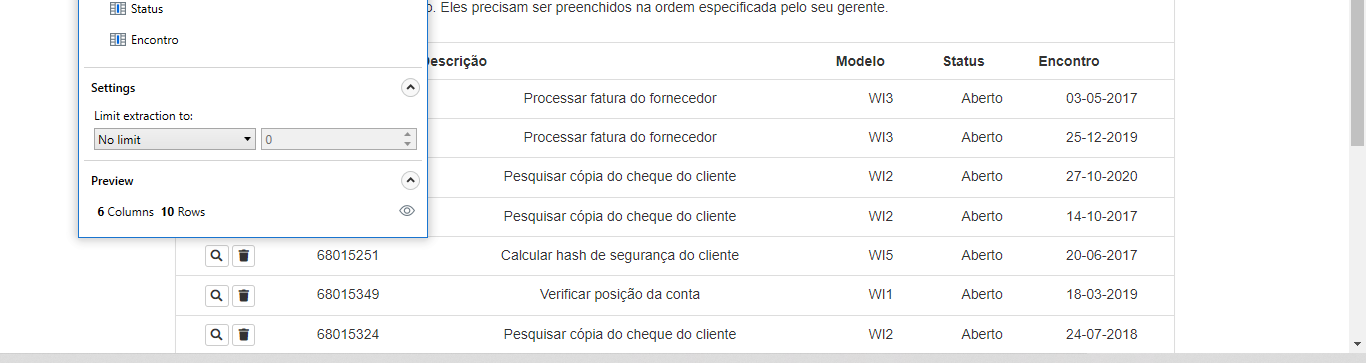 Status
o. Eles precisam ser preenchidos na ordem especificada pelo seu gerente.
Encontro
Descrição Modelo Status Encontro
Settings
Processar fatura do fornecedor WI3 Aberto 03-05-2017
Limit extraction to:
No limit 0
Processar fatura do fornecedor WI3 Aberto 25-12-2019
Preview
Pesquisar cópia do cheque do cliente WI2 Aberto 27-10-2020
6 Columns 10 Rows
Pesquisar cópia do cheque do cliente WI2 Aberto 14-10-2017
68015251 Calcular hash de segurança do cliente WI5 Aberto 20-06-2017
68015349 Verificar posição da conta WI1 Aberto 18-03-2019
68015324 Pesquisar cópia do cheque do cliente WI2 Aberto 24-07-2018